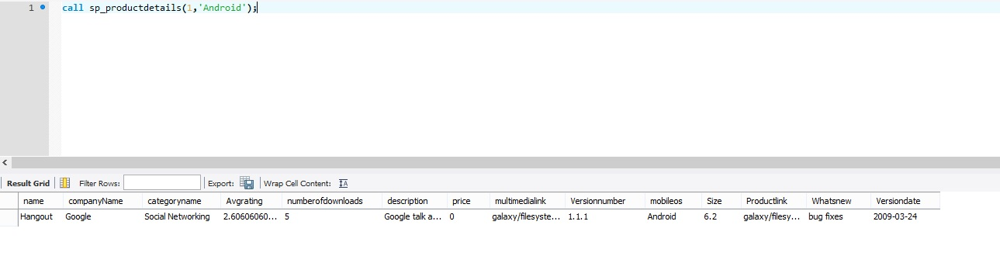 1 call sp_productdetails(1,'Android');
Result Grid Filter Rows: Export: Wrap Cell Content:
name companyName categoryname Avgrating numberofdownloads description price multimedialink Versionnumber mobileos Size Productlink Whatsnew Versiondate
Hangout Google Social Networking 2.60606060... 5 Google talk a... 0 galaxy/filesyste... 1.1.1 Android 6.2 galaxy/filesy... bug fixes 2009-03-24